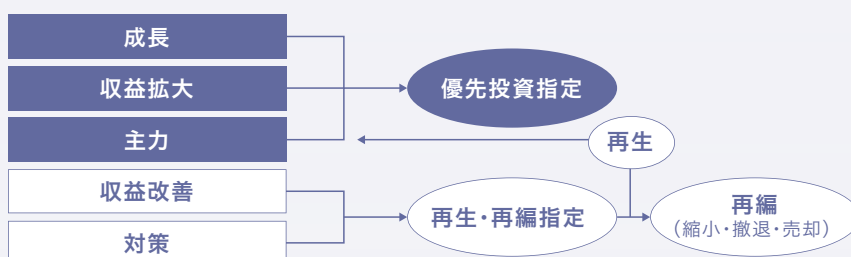 成長
収益拡大
優先投資指定
主力
再生
収益改善
再生・再編指定
再編
（縮小・撤退・売却）
対策